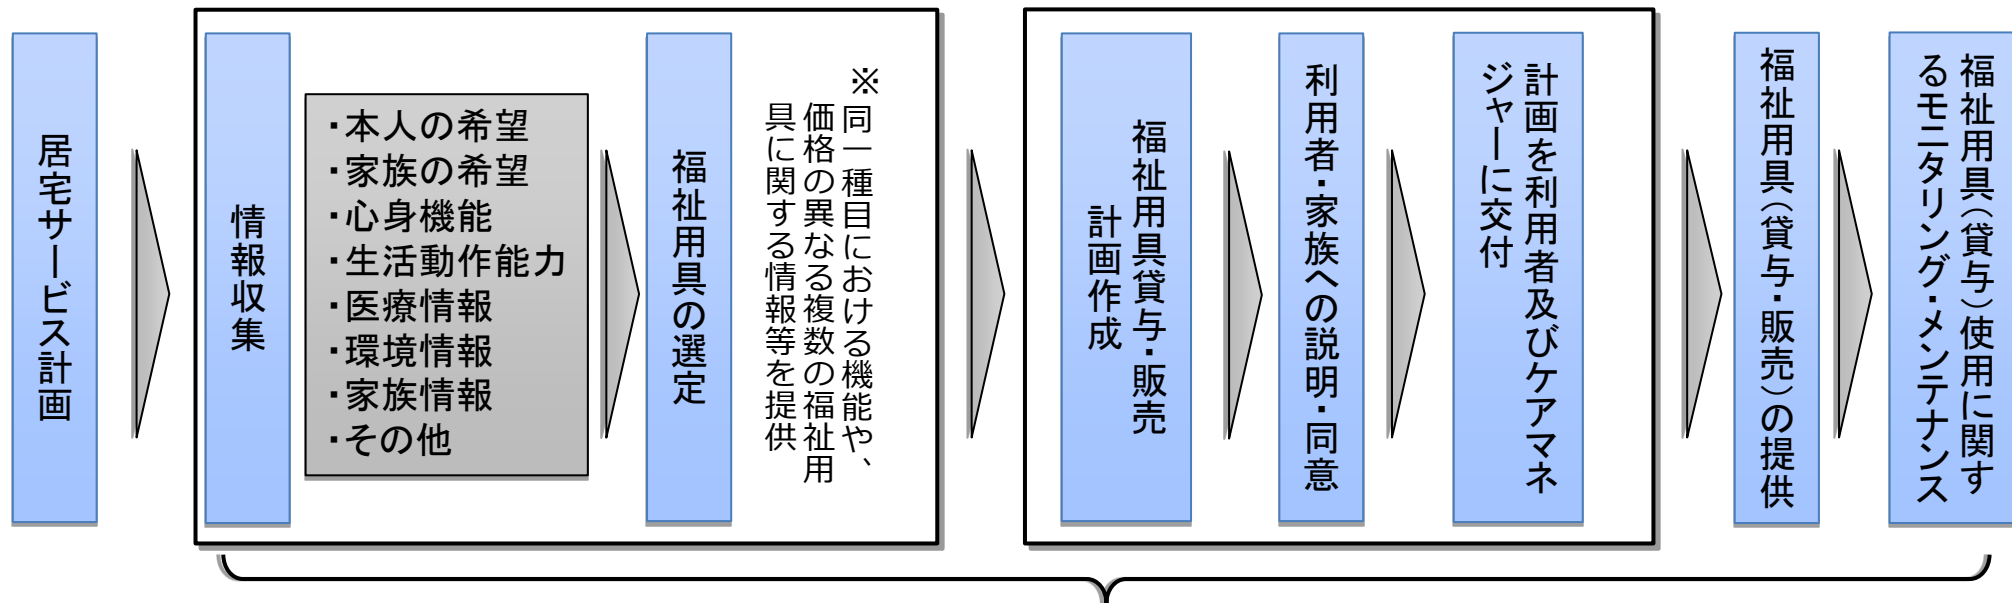 居宅サービス計画
情報収集
・本人の希望
・家族の希望
・心身機能
・生活動作能力
・医療情報
・環境情報
・家族情報
・その他
福祉用具の選定
※
同一種目における機能や、
価格の異なる複数の福祉用
具に関する情報等を提供
福祉用具貸与・販売
計画作成
利用者・家族への説明・同意
計画を利用者及びケアマネ
ジャーに交付
福祉用具（貸与・販売）の提供
福祉用具（貸与）使用に関す
るモニタリング・メンテナンス